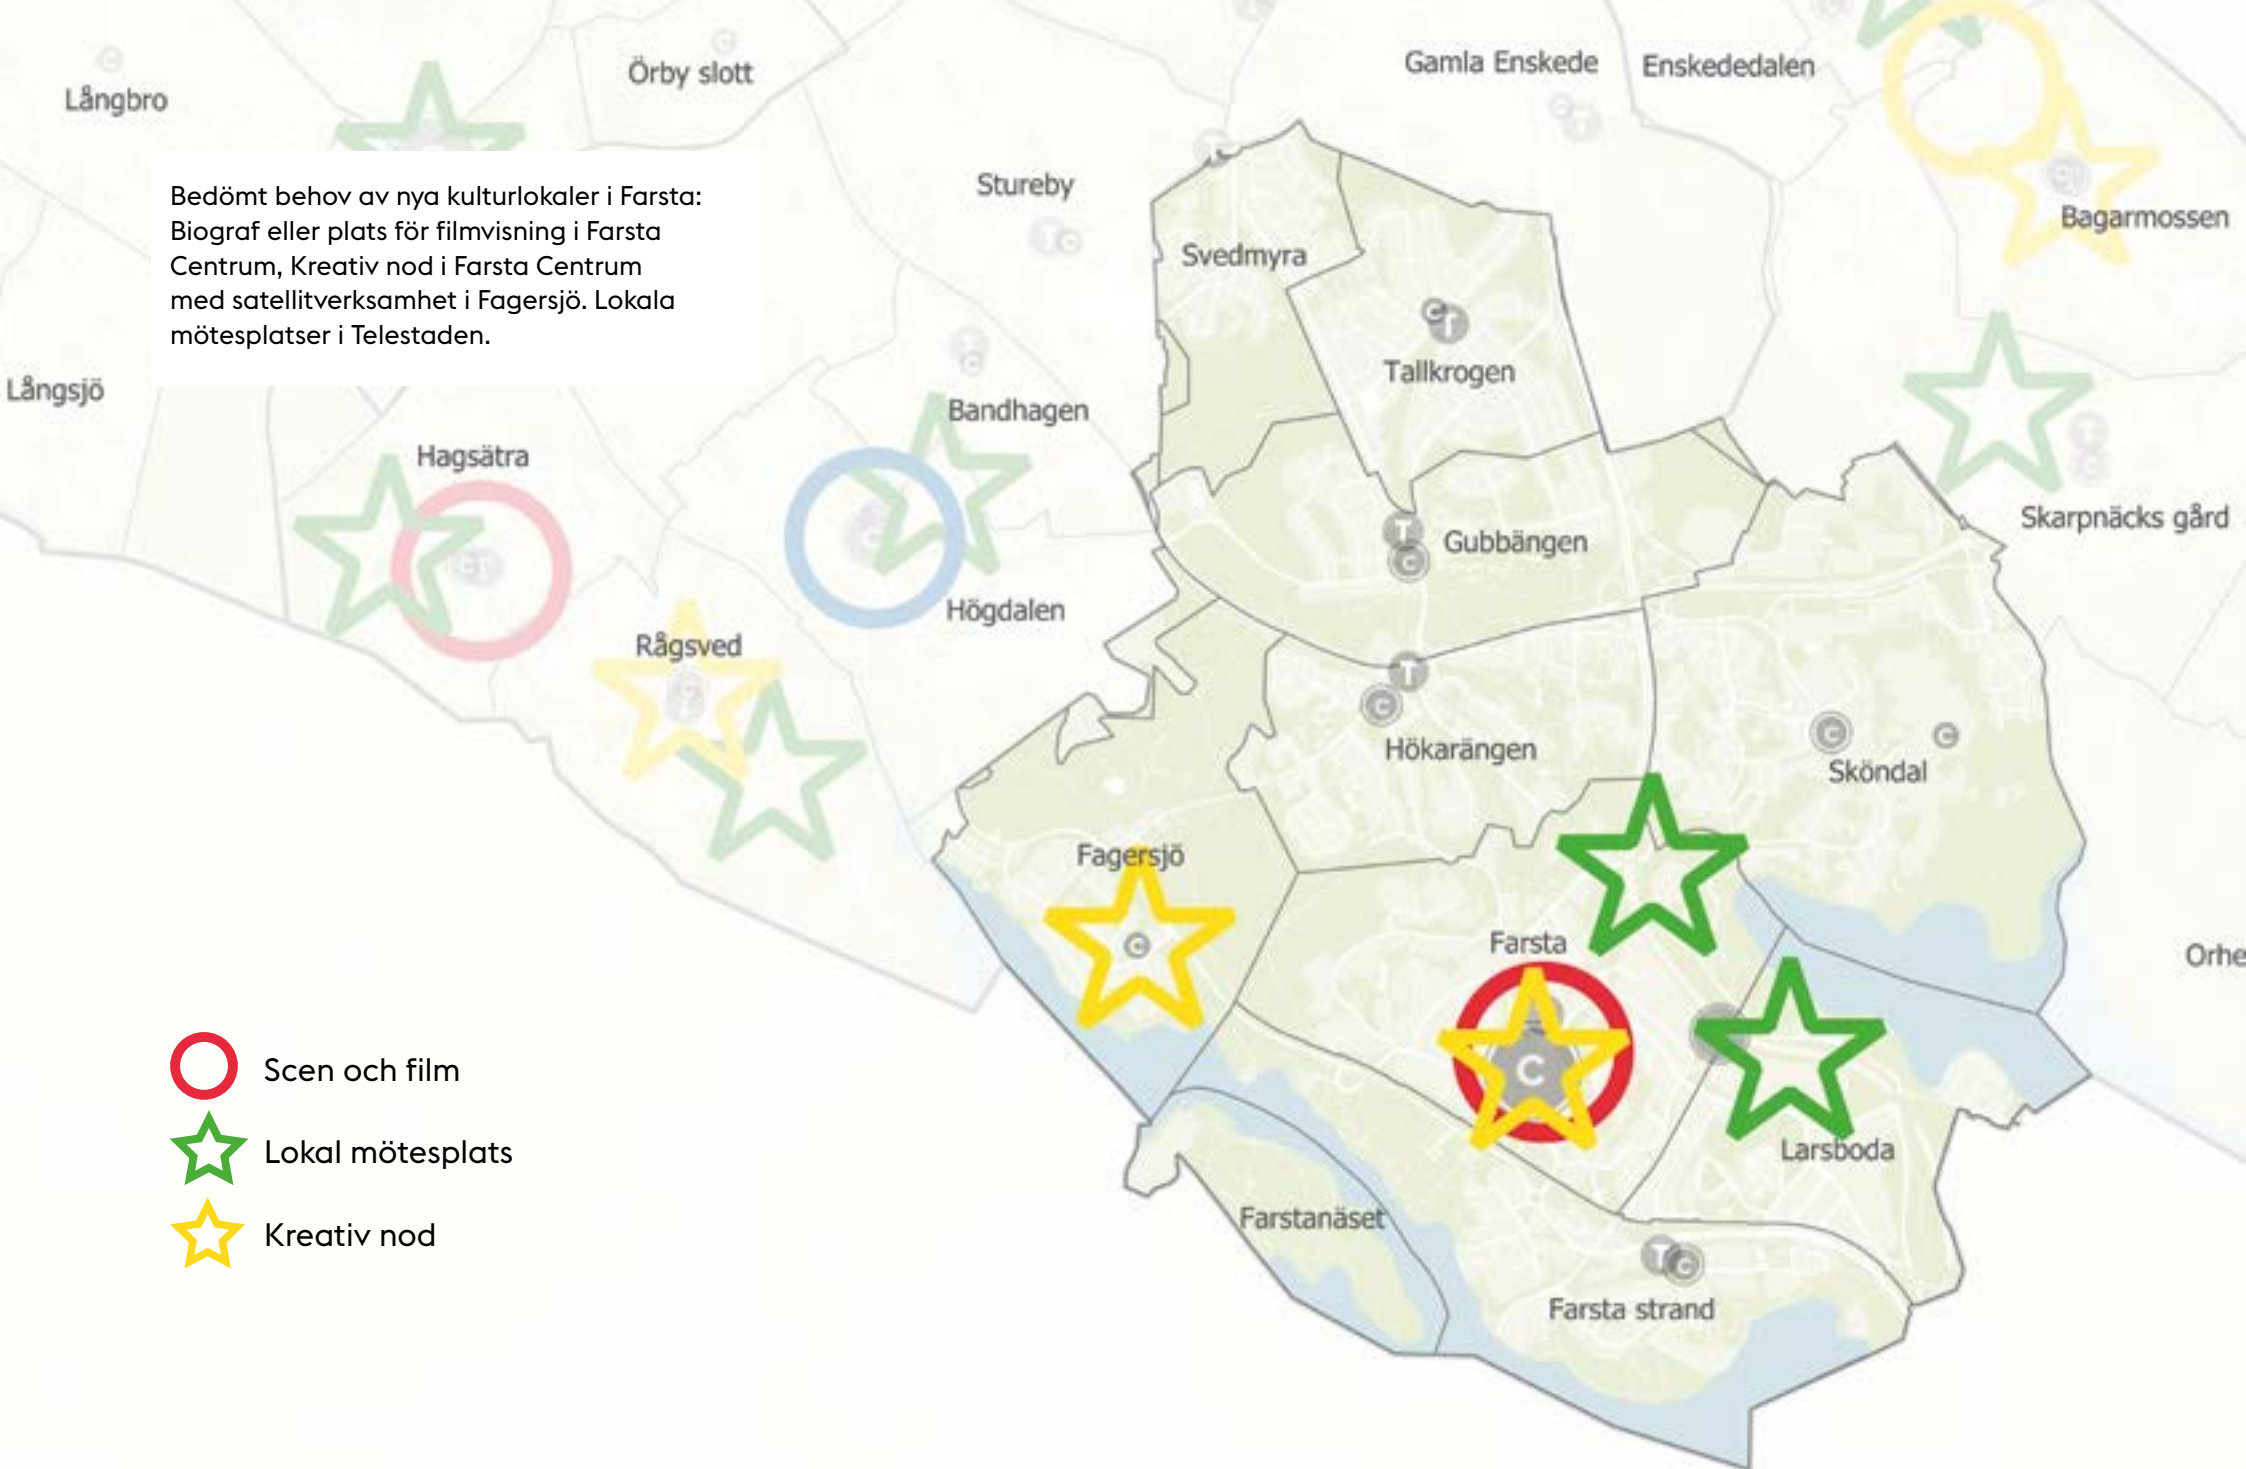 Långbro
Örby slott
Gamla Enskede
Enskededalen
Stureby
Bagarmossen
Svedmyra
Bedömt behov av nya kulturlokaler i Farsta:
Biograf eller plats för filmvisning i Farsta
Centrum, Kreativ nod i Farsta Centrum
med satellitverksamhet i Fagersjö. Lokala
mötesplatser i Telestaden.
Långsjö
Tallkrogen
C
T
Bandhagen
Hagsätra
Skarpnäcks gård
T
C
Gubbängen
Högdalen
Rågsved
T
C
Hökarängen
C
C
Sköndal
Fagersjö
C
Farsta
Orhe
C
Larsboda
Farstanäset
T
C
Farsta strand
Scen och film
Lokal mötesplats
Kreativ nod